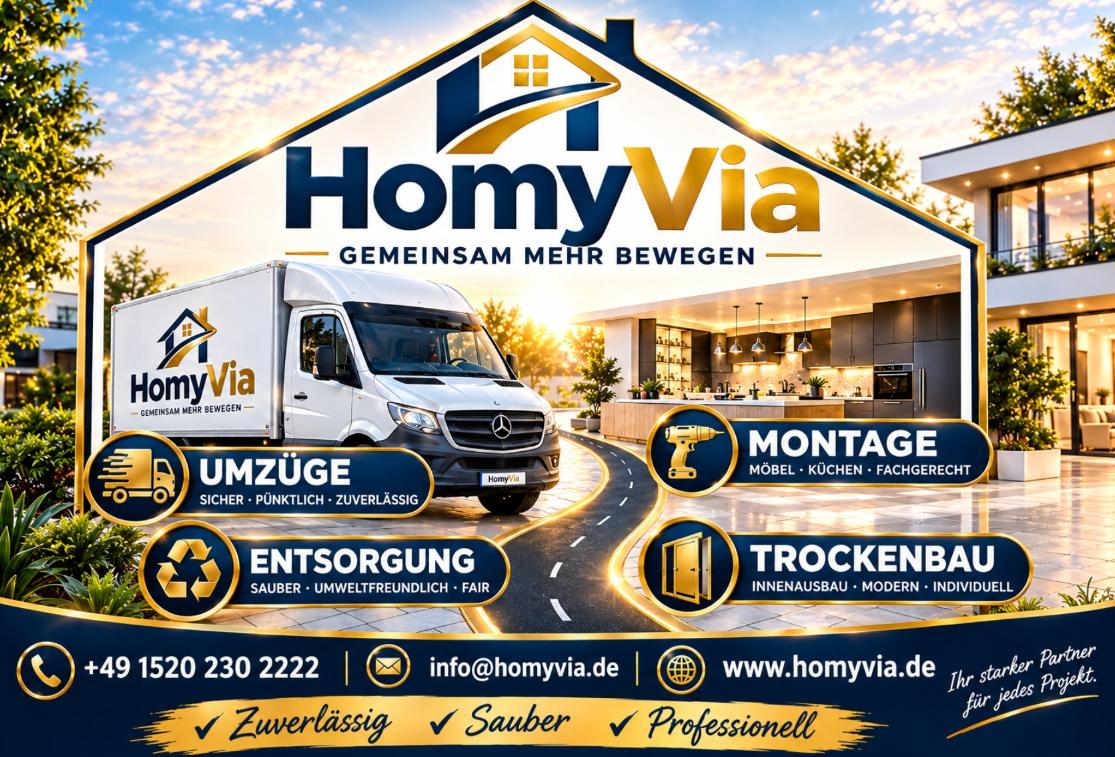 HomyVia
GEMEINSAM MEHR BEWEGEN
HomyVia
GEMEINSAM MEHR BEWEGEN
HomyVia
UMZÜGE
SICHER · PÜNKTLICH · ZUVERLÄSSIG
MONTAGE
MÖBEL · KÜCHEN · FACHGERECHT
ENTSORGUNG
SAUBER · UMWELTFREUNDLICH · FAIR
TROCKENBAU
INNENAUSBAU · MODERN · INDIVIDUELL
+49 1520 230 2222
info@homyvia.de
www.homyvia.de
Ihr starker Partner
für jedes Projekt.
✓ Zuverlässig ✓ Sauber ✓ Professionell